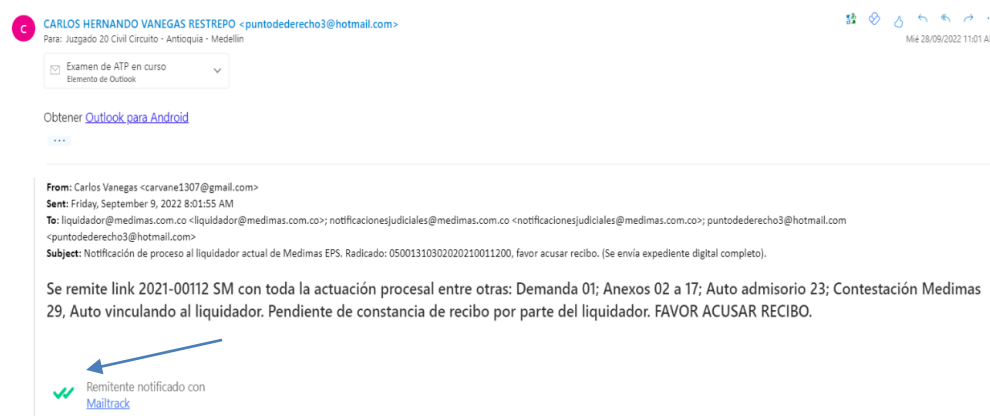 C
CARLOS HERNANDO VANEGAS RESTREPO <puntodederecho3@hotmail.com>
Para: Juzgado 20 Civil Circuito - Antioquia - Medellin
Mié 28/09/2022 11:01 A
Examen de ATP en curso
Elemento de Outlook
Obtener Outlook para Android
...
From: Carlos Vanegas <carvane1307@gmail.com>
Sent: Friday, September 9, 2022 8:01:55 AM
To: liquidador@medimas.com.co <liquidador@medimas.com.co>; notificacionesjudiciales@medimas.com.co <notificacionesjudiciales@medimas.com.co>; puntodederecho3@hotmail.com
<puntodederecho3@hotmail.com>
Subject: Notificación de proceso al liquidador actual de Medimas EPS. Radicado: 05001310302020210011200, favor acusar recibo. (Se envía expediente digital completo).
Se remite link 2021-00112 SM con toda la actuación procesal entre otras: Demanda 01; Anexos 02 a 17; Auto admisorio 23; Contestación Medimas
29, Auto vinculando al liquidador. Pendiente de constancia de recibo por parte del liquidador. FAVOR ACUSAR RECIBO.
Remitente notificado con
Mailtrack